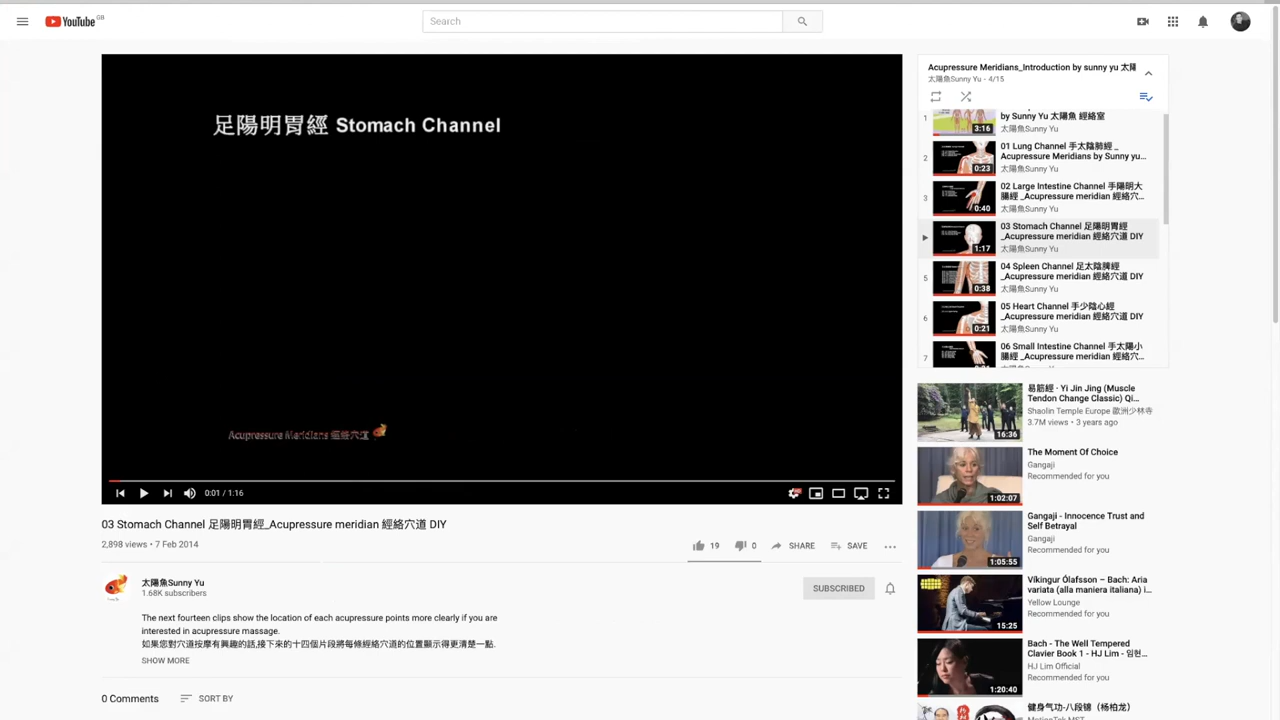 YouTube GB
Search
足陽明胃經 Stomach Channel
Acupressure Meridians 經絡穴道
0:01 / 1:16
03 Stomach Channel 足陽明胃經_Acupressure meridian 經絡穴道 DIY
2,898 views • 7 Feb 2014
19
0
SHARE
SAVE
太陽魚Sunny Yu
1.68K subscribers
SUBSCRIBED
The next fourteen clips show the location of each acupressure points more clearly if you are
interested in acupressure massage.
如果您對穴道按摩有興趣的話,接下來的十四個片段將每條經絡穴道的位置顯示得更清楚一點.
SHOW MORE
0 Comments
SORT BY
Acupressure Meridians_Introduction by sunny yu 太陽
太陽魚Sunny Yu - 4/15
1
3:16
by Sunny Yu 太陽魚 經絡室
太陽魚Sunny Yu
2
0:23
01 Lung Channel 手太陰肺經 _
Acupressure Meridians by Sunny yu...
太陽魚Sunny Yu
3
0:40
02 Large Intestine Channel 手陽明大
腸經 _Acupressure meridian 經絡穴...
太陽魚Sunny Yu
1:17
03 Stomach Channel 足陽明胃經
_Acupressure meridian 經絡穴道 DIY
太陽魚Sunny Yu
5
0:38
04 Spleen Channel 足太陰脾經
_Acupressure meridian 經絡穴道 DIY
太陽魚Sunny Yu
6
0:21
05 Heart Channel 手少陰心經
_Acupressure meridian 經絡穴道 DIY
太陽魚Sunny Yu
7
06 Small Intestine Channel 手太陽小
腸經 _Acupressure meridian 經絡穴...
16:36
易筋經 - Yi Jin Jing (Muscle
Tendon Change Classic) Qi...
Shaolin Temple Europe 歐洲少林寺
3.7M views • 3 years ago
1:02:07
The Moment Of Choice
Gangaji
Recommended for you
1:05:55
Gangaji - Innocence Trust and
Self Betrayal
Gangaji
Recommended for you
15:25
Víkingur Ólafsson – Bach: Aria
variata (alla maniera italiana) i...
Yellow Lounge
Recommended for you
1:20:40
Bach - The Well Tempered
Clavier Book 1 - HJ Lim - 임현...
HJ Lim Official
Recommended for you
健身气功-八段锦（杨柏龙）